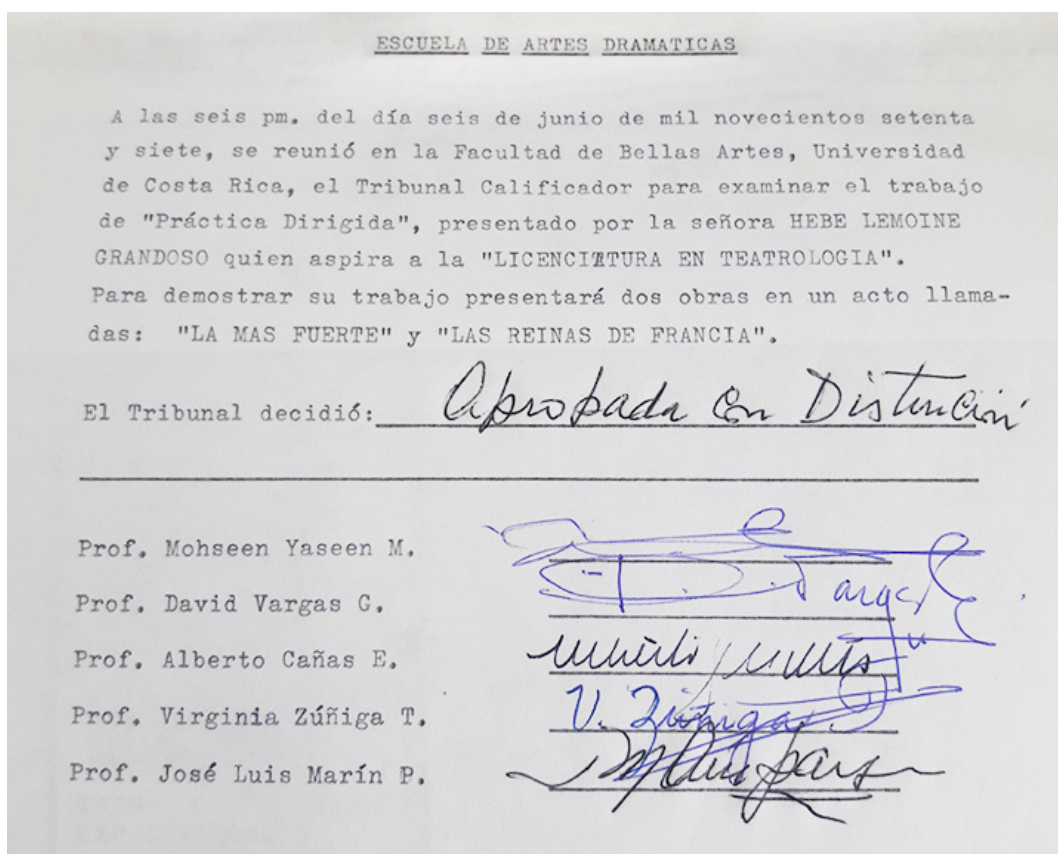 ESCUELA DE ARTES DRAMATICAS
A las seis pm. del día seis de junio de mil novecientos setenta
y siete, se reunió en la Facultad de Bellas Artes, Universidad
de Costa Rica, el Tribunal Calificador para examinar el trabajo
de "Práctica Dirigida", presentado por la señora HEBE LEMOINE
GRANDOSO quien aspira a la "LICENCIATURA EN TEATROLOGIA".
Para demostrar su trabajo presentará dos obras en un acto llama-
das: "LA MAS FUERTE" y "LAS REINAS DE FRANCIA".
El Tribunal decidió: Aprobada con Distinción
Prof. Mohseen Yaseen M.
Prof. David Vargas G. D. Vargas
Prof. Alberto Cañas E.
Prof. Virginia Zúñiga T. V. Zúñiga
Prof. José Luis Marín P.